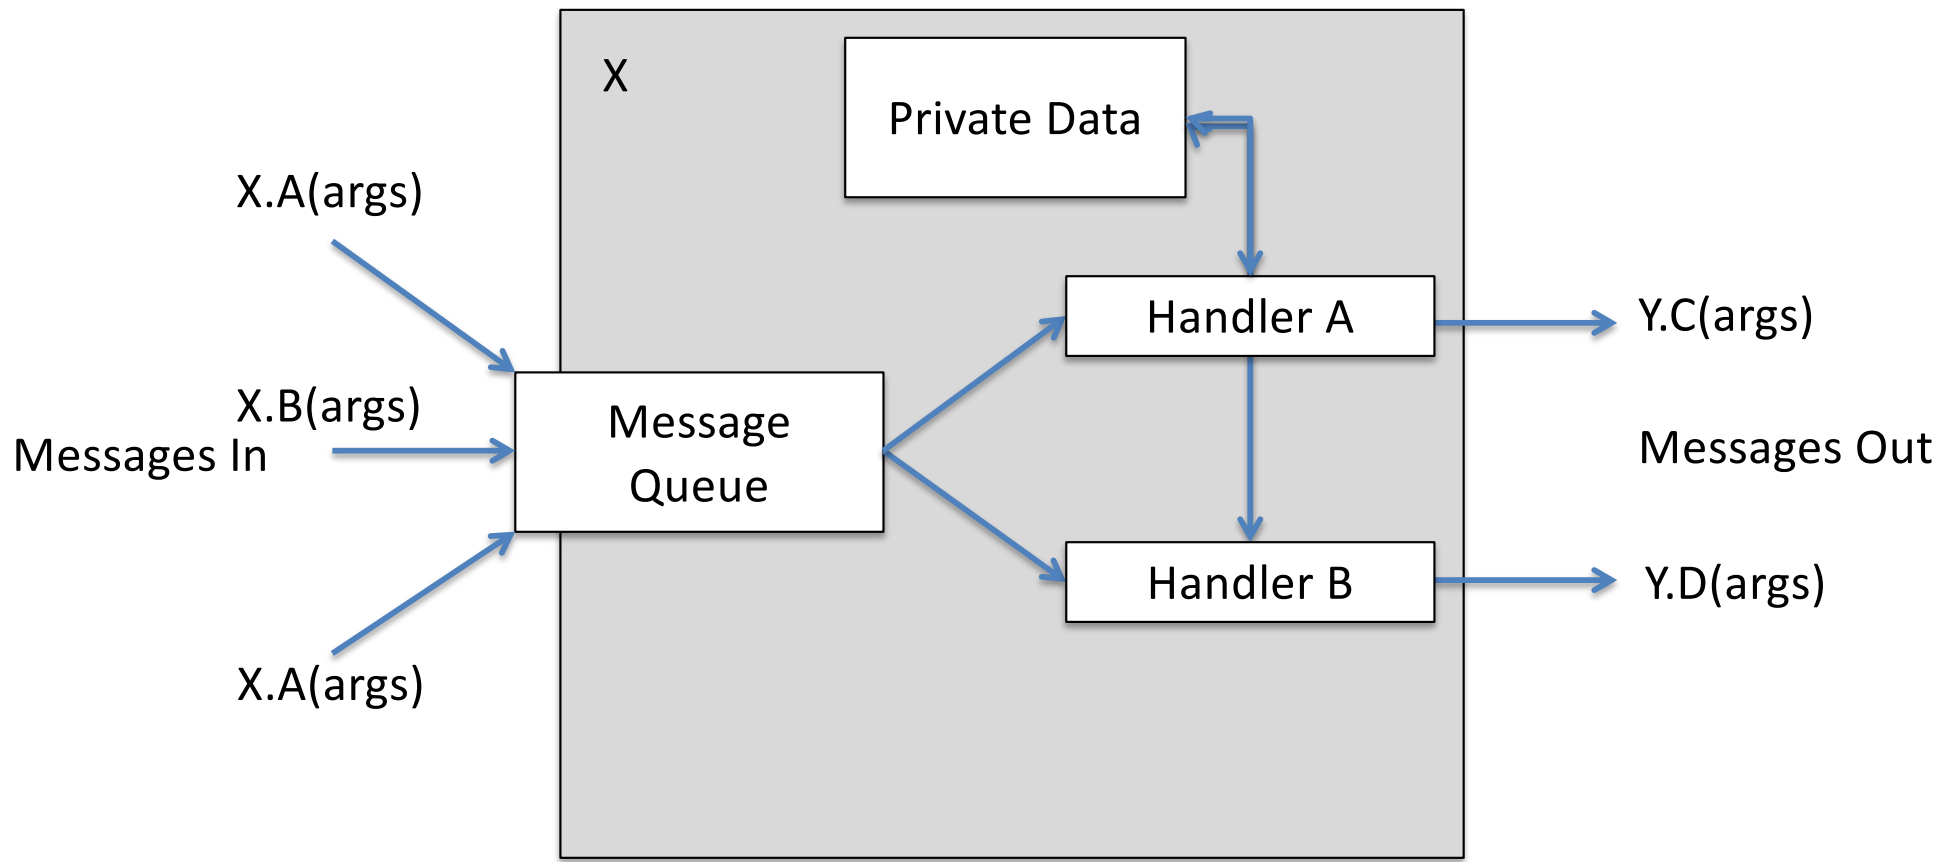 X
Private Data
X.A(args)
Handler A
Y.C(args)
X.B(args)
Messages In
Message
Queue
Messages Out
Handler B
Y.D(args)
X.A(args)